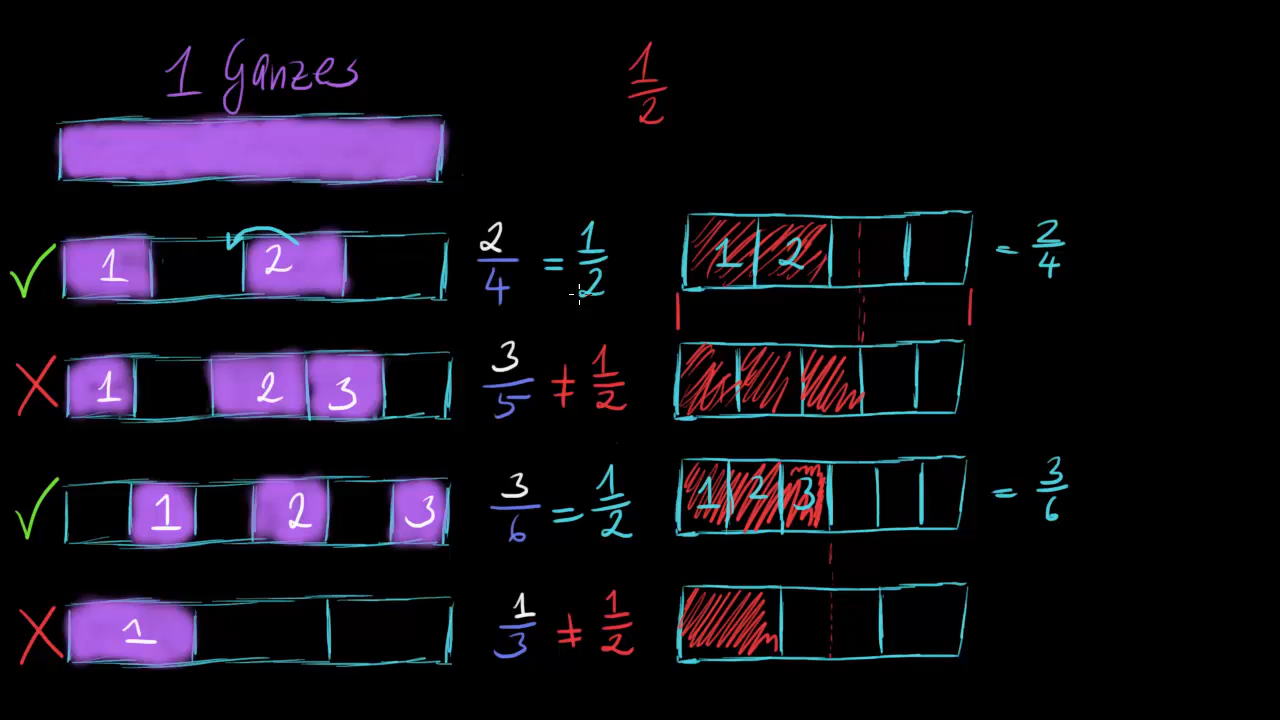 1 Ganzes
1/2
✓ 1 2 2/4 = 1/2 1 2 = 2/4
X 1 2 3 3/5 ≠ 1/2
✓ 1 2 3 3/6 = 1/2 1 2 3 = 3/6
X 1 1/3 ≠ 1/2